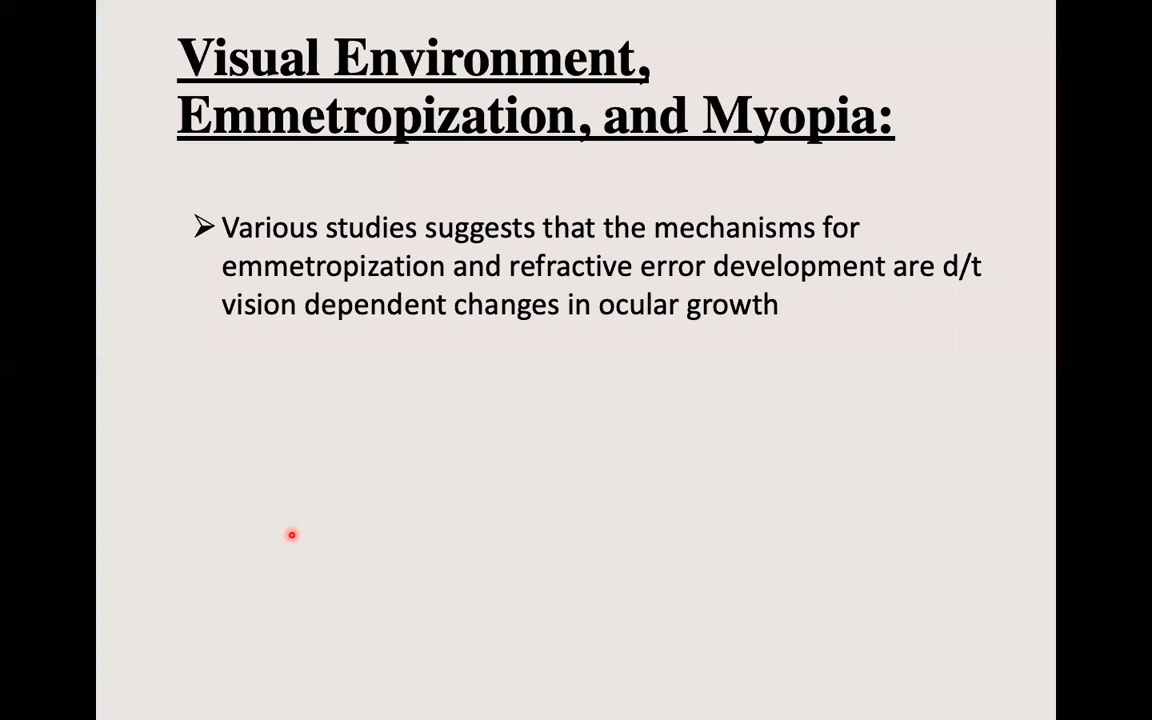 Visual Environment,
Emmetropization, and Myopia:
➢ Various studies suggests that the mechanisms for
emmetropization and refractive error development are d/t
vision dependent changes in ocular growth